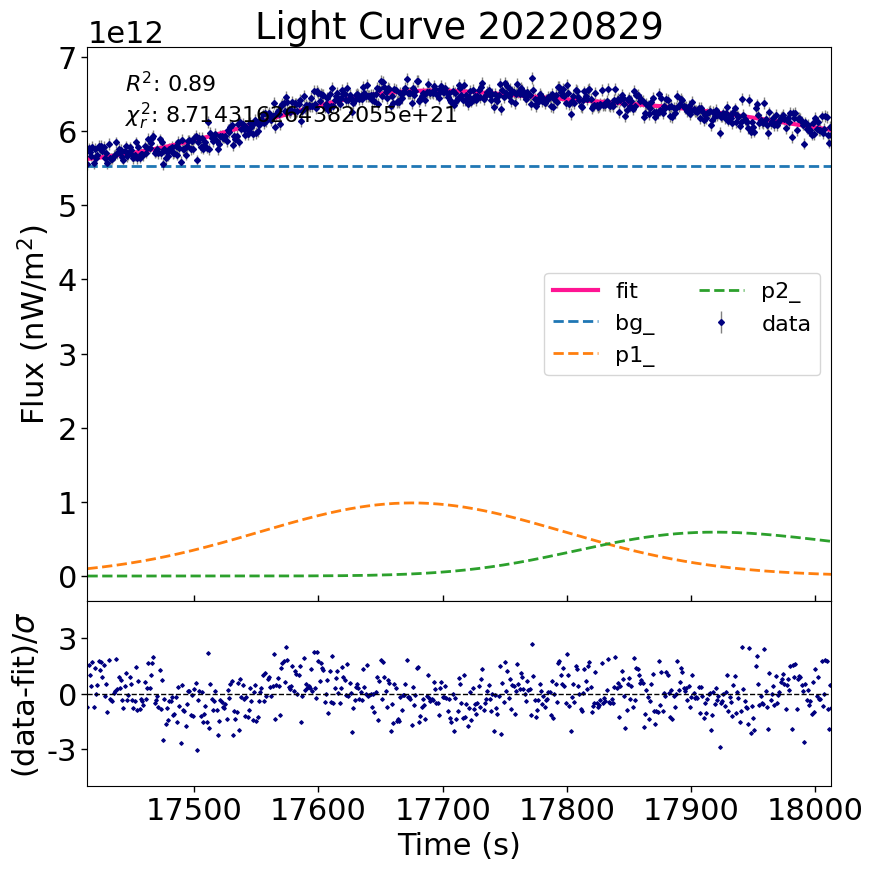 Light Curve 20220829
1e12
R²: 0.89
χ²ᵣ: 8.714316264382055e+21
7
6
5
4
3
2
1
0
Flux (nW/m²)
fit
bg_
p1_
p2_
data
3
0
-3
(data-fit)/σ
17500 17600 17700 17800 17900 18000
Time (s)